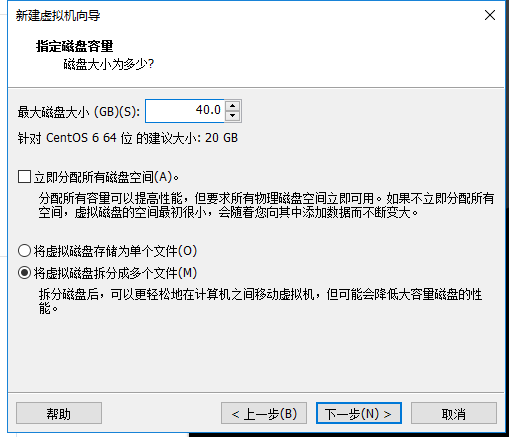 新建虚拟机向导
指定磁盘容量
磁盘大小为多少?
最大磁盘大小 (GB)(S): 40.0
针对 CentOS 6 64 位 的建议大小: 20 GB
立即分配所有磁盘空间(A)。
分配所有容量可以提高性能，但要求所有物理磁盘空间立即可用。如果不立即分配所有
空间，虚拟磁盘的空间最初很小，会随着您向其中添加数据而不断变大。
将虚拟磁盘存储为单个文件(O)
将虚拟磁盘拆分成多个文件(M)
拆分磁盘后，可以更轻松地在计算机之间移动虚拟机，但可能会降低大容量磁盘的性
能。
帮助 < 上一步(B) 下一步(N) > 取消